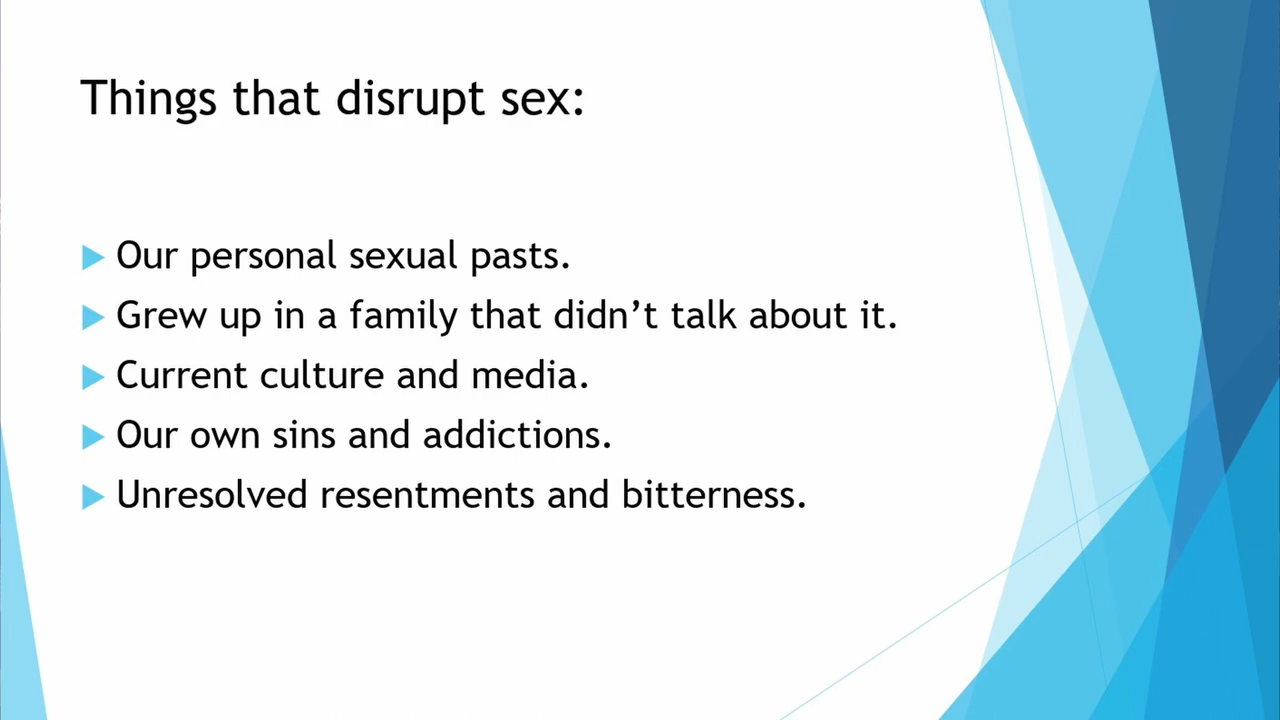 Things that disrupt sex:
Our personal sexual pasts.
Grew up in a family that didn’t talk about it.
Current culture and media.
Our own sins and addictions.
Unresolved resentments and bitterness.